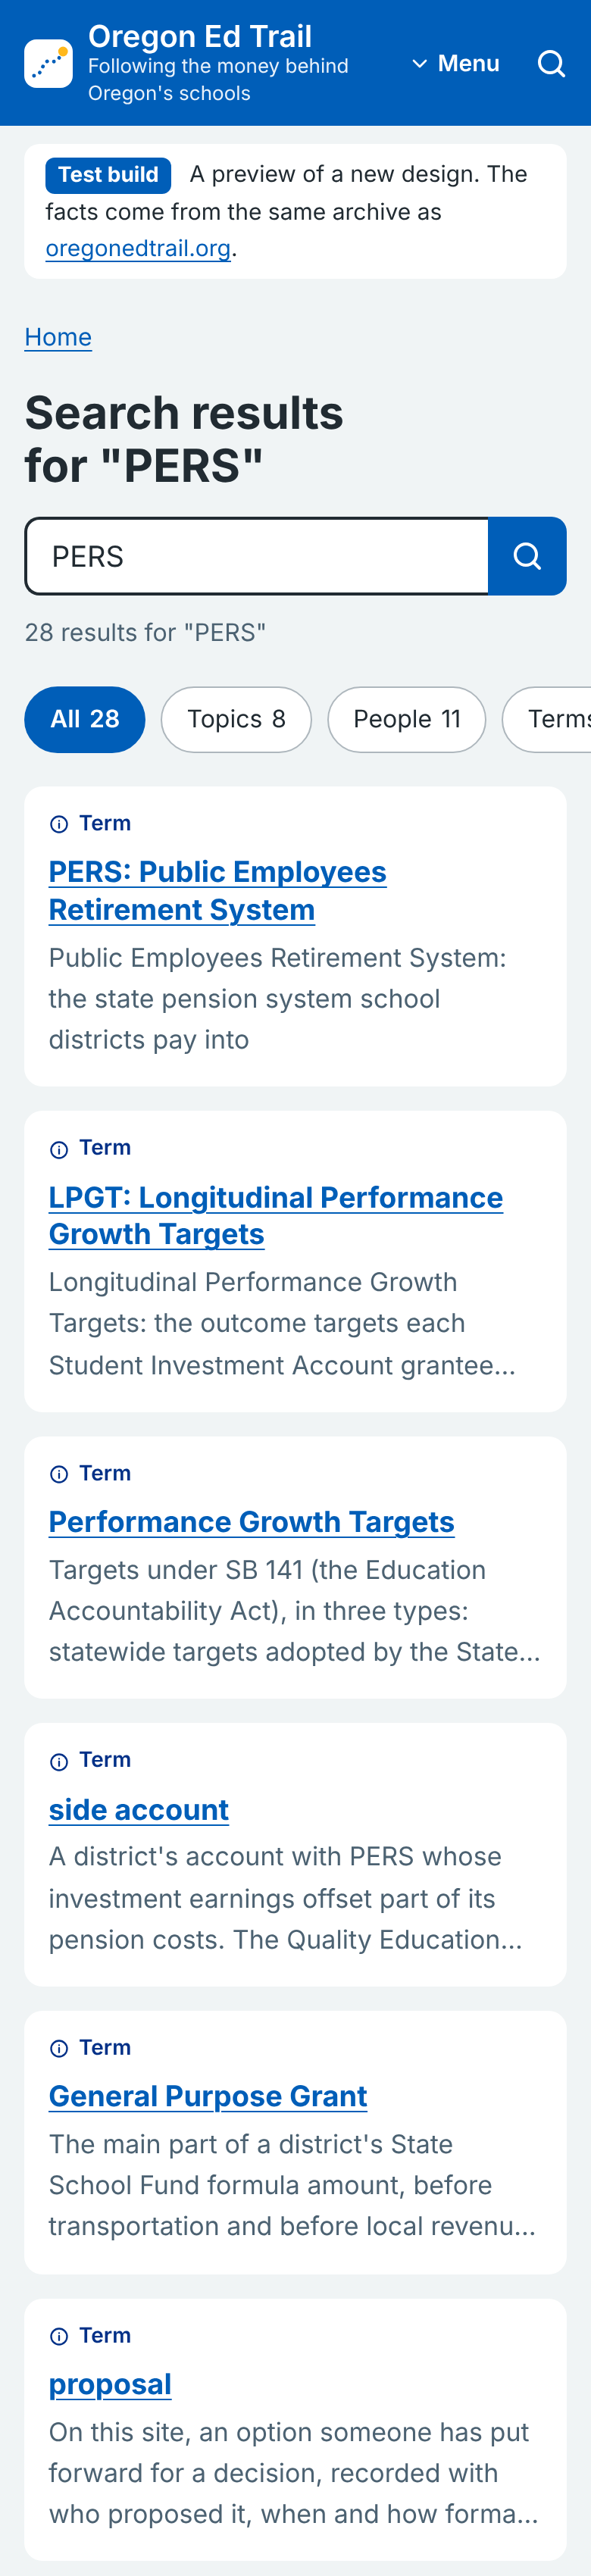 Oregon Ed Trail
Following the money behind
Oregon's schools
Menu
Test build A preview of a new design. The
facts come from the same archive as
oregonedtrail.org.
Home
Search results
for "PERS"
PERS
28 results for "PERS"
All 28 Topics 8 People 11 Terms
Term
PERS: Public Employees
Retirement System
Public Employees Retirement System:
the state pension system school
districts pay into
Term
LPGT: Longitudinal Performance
Growth Targets
Longitudinal Performance Growth
Targets: the outcome targets each
Student Investment Account grantee...
Term
Performance Growth Targets
Targets under SB 141 (the Education
Accountability Act), in three types:
statewide targets adopted by the State...
Term
side account
A district's account with PERS whose
investment earnings offset part of its
pension costs. The Quality Education...
Term
General Purpose Grant
The main part of a district's State
School Fund formula amount, before
transportation and before local revenu...
Term
proposal
On this site, an option someone has put
forward for a decision, recorded with
who proposed it, when and how forma...